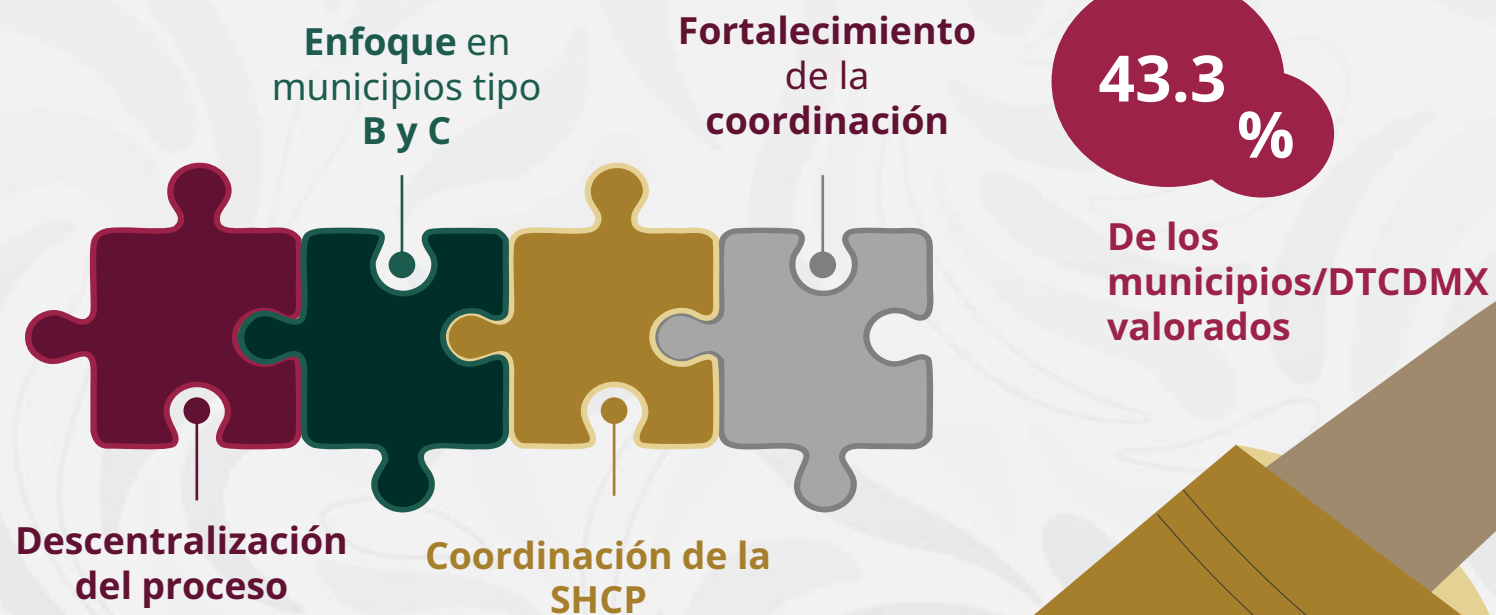 Enfoque en
municipios tipo
B y C
Fortalecimiento
de la
coordinación
43.3
%
De los
municipios/DTCDMX
valorados
Descentralización
del proceso
Coordinación de la
SHCP